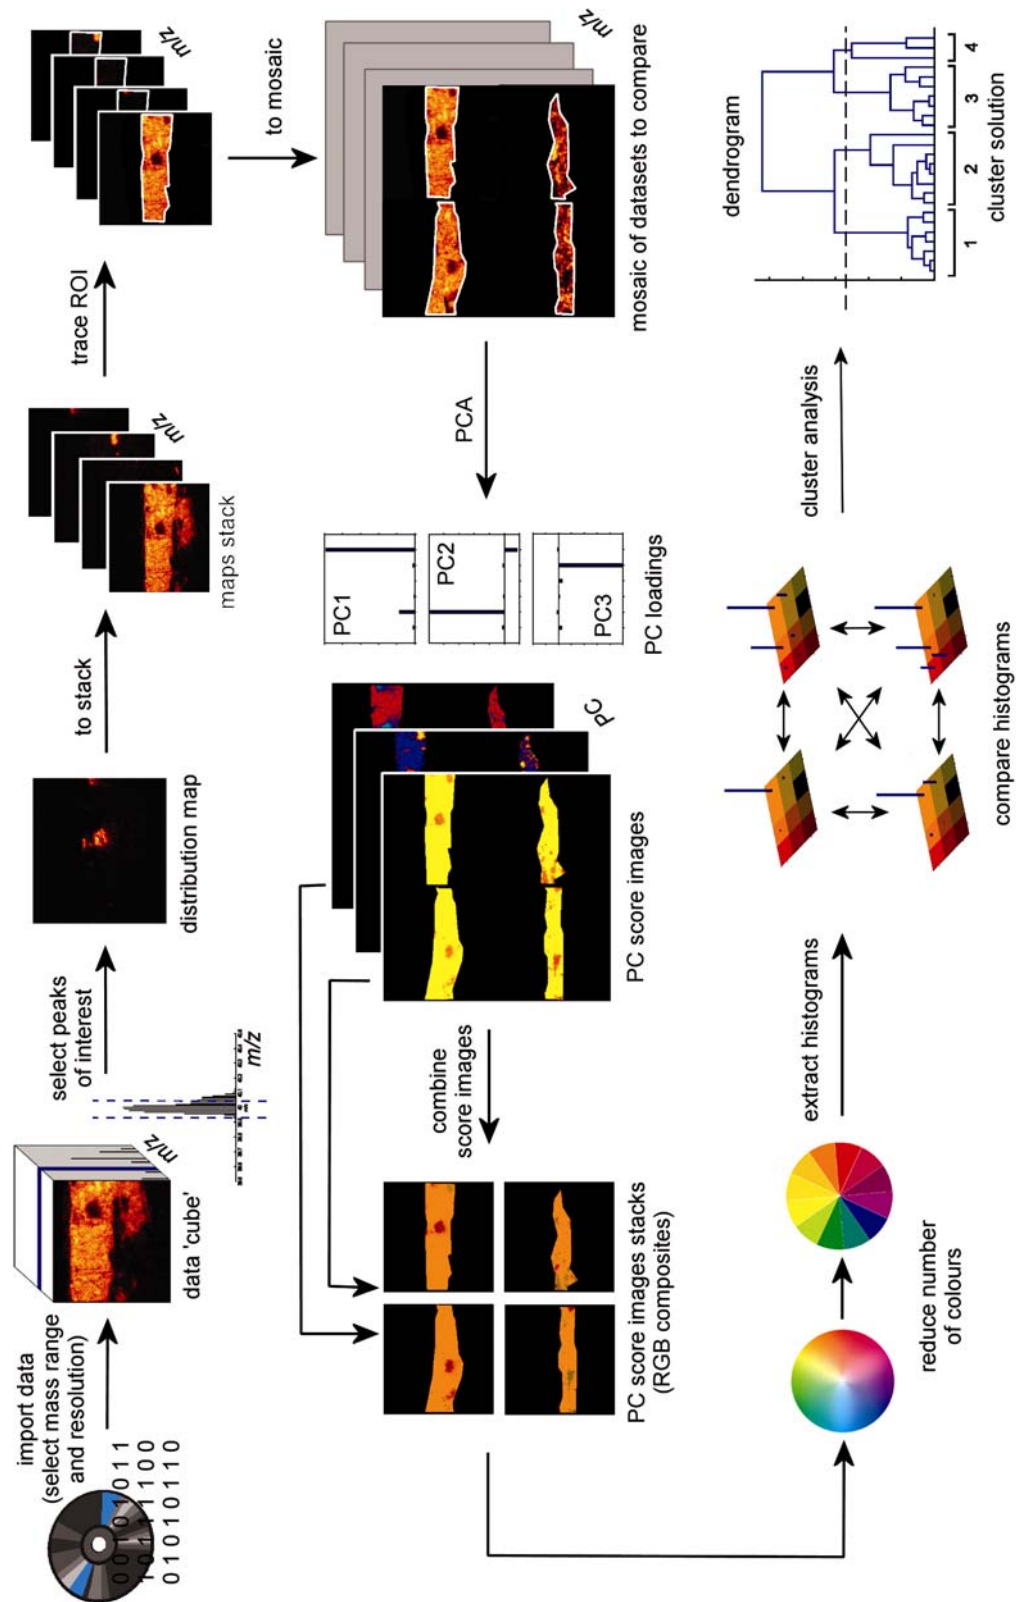 import data
(select mass range
and resolution)
0 0 1 0 1 0 1 1
1 0 1 1 1 1 0 0
0 1 0 1 0 1 1 0
m/z
data 'cube'
select peaks
of interest
m/z
distribution map
to stack
m/z
maps stack
trace ROI
m/z
to mosaic
m/z
mosaic of datasets to compare
PCA
PC1
PC2
PC3
PC loadings
PC
PC score images
combine
score images
PC score images stacks
(RGB composites)
reduce number
of colours
extract histograms
compare histograms
cluster analysis
dendrogram
1
2
3
4
cluster solution